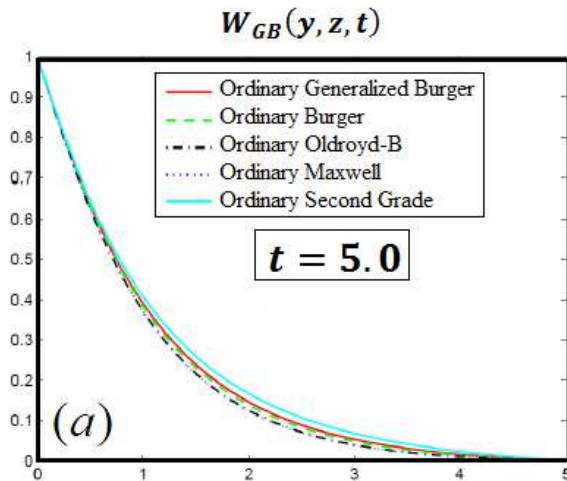 W_GB(y, z, t)
1
0.9
0.8
0.7
0.6
0.5
0.4
0.3
0.2
0.1
0
Ordinary Generalized Burger
Ordinary Burger
Ordinary Oldroyd-B
Ordinary Maxwell
Ordinary Second Grade
t = 5.0
(a)
0 1 2 3 4 5